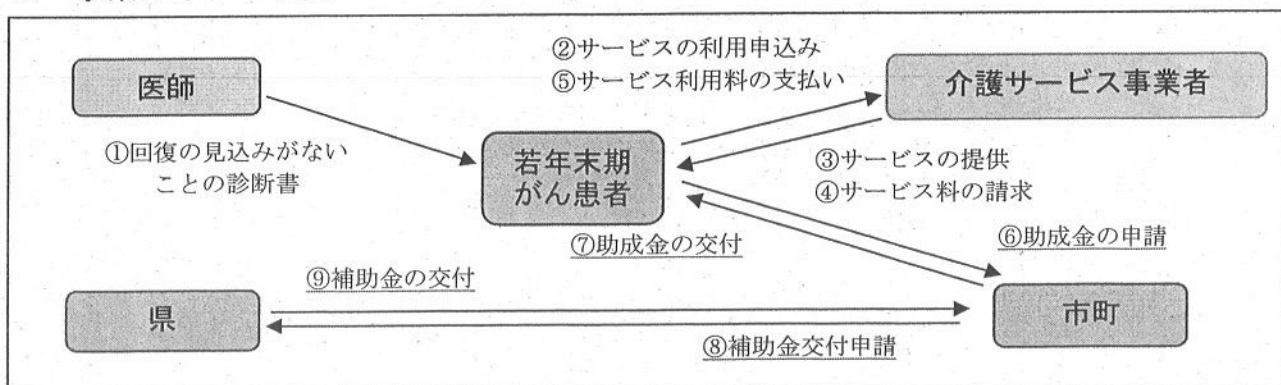 ②サービスの利用申込み
⑤サービス利用料の支払い
医師
介護サービス事業者
①回復の見込みがない
ことの診断書
若年末期
がん患者
③サービスの提供
④サービス料の請求
⑦助成金の交付
⑥助成金の申請
⑨補助金の交付
県
市町
⑧補助金交付申請